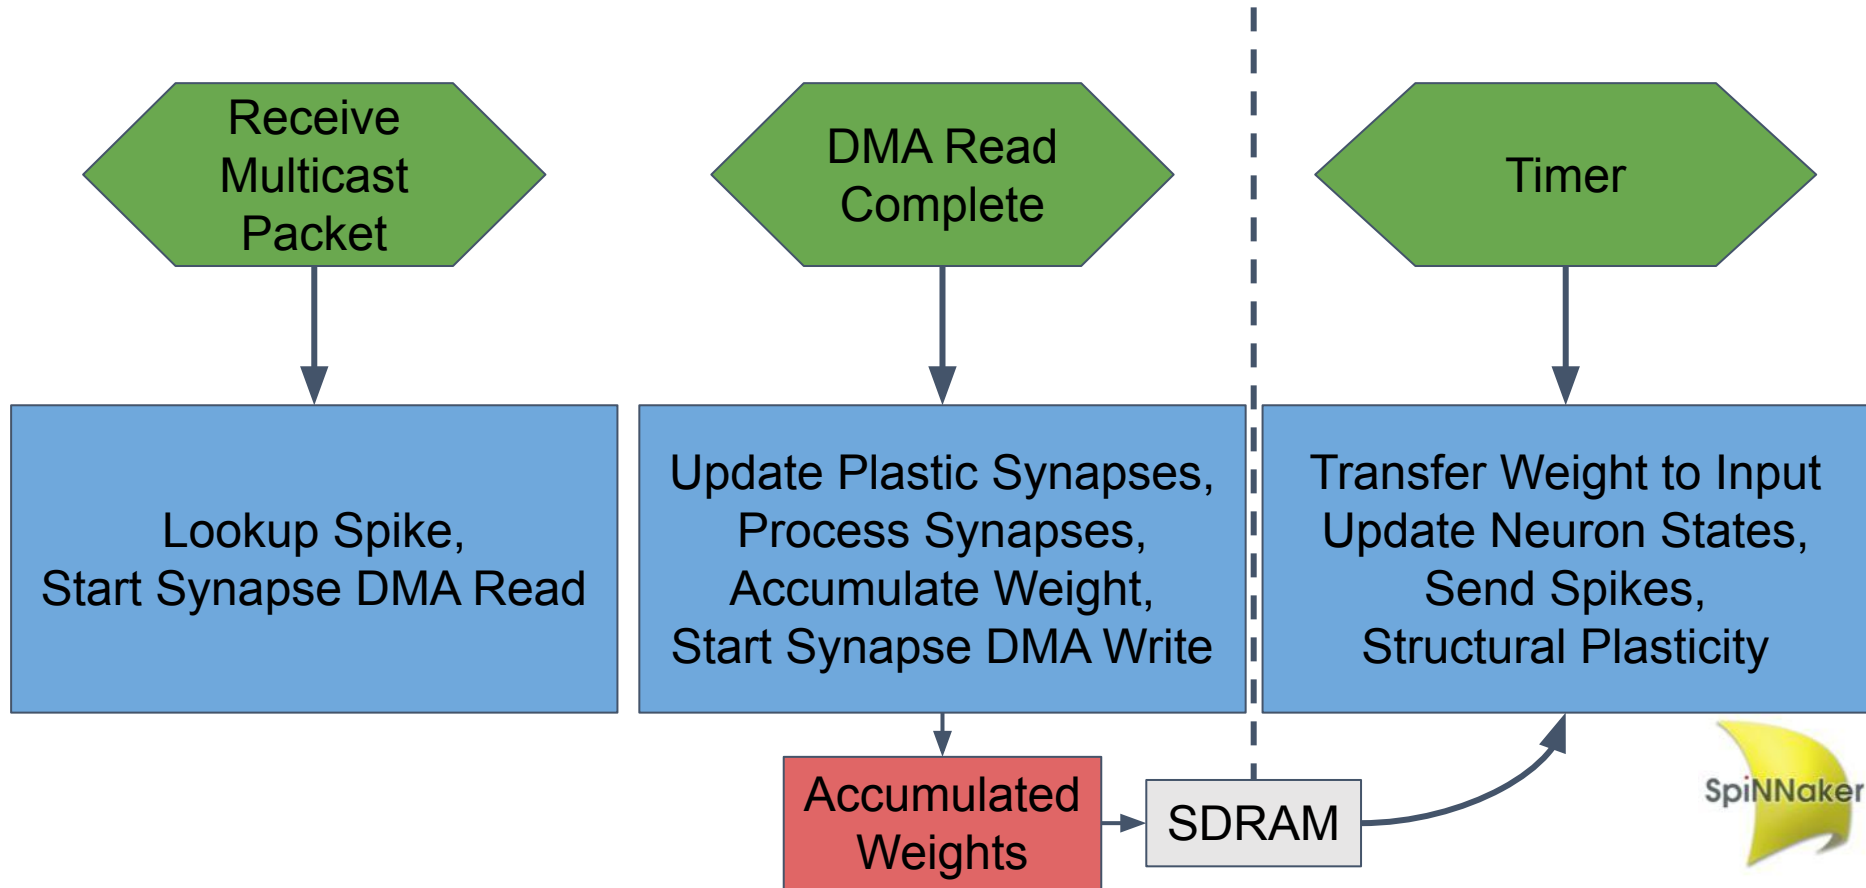 Receive
Multicast
Packet
DMA Read
Complete
Timer
Lookup Spike,
Start Synapse DMA Read
Update Plastic Synapses,
Process Synapses,
Accumulate Weight,
Start Synapse DMA Write
Transfer Weight to Input
Update Neuron States,
Send Spikes,
Structural Plasticity
Accumulated
Weights
SDRAM
SpiNNaker